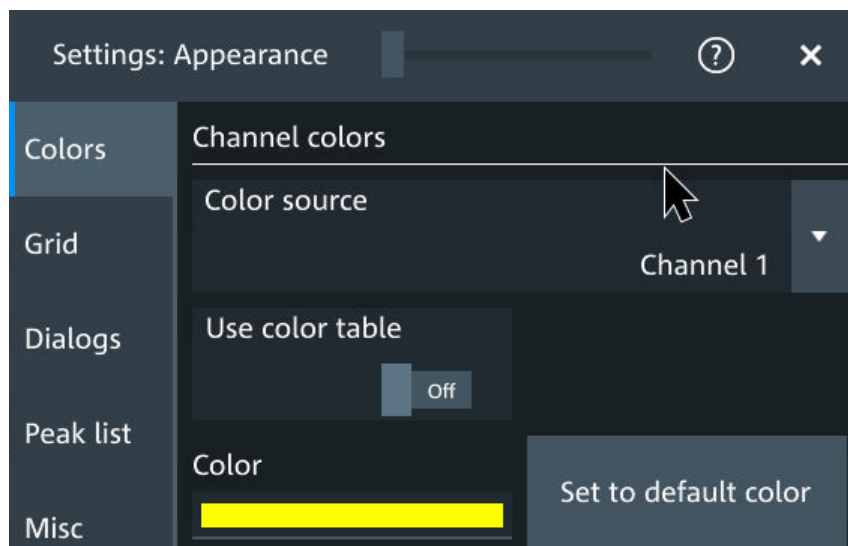 Settings: Appearance
?
×
Colors
Channel colors
Color source
Grid
Channel 1
Dialogs
Use color table
Off
Peak list
Color
Set to default color
Misc